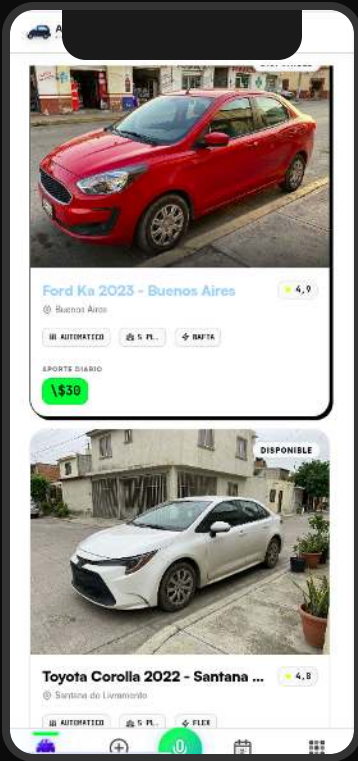 DISPONIBLE
Ford Ka 2023 - Buenos Aires
4,9
Buenos Aires
AUTOMATICO
5 PL.
NAFTA
APORTE DIARIO
\$30
DISPONIBLE
Toyota Corolla 2022 - Santana ...
4,8
Santana do Livramento
AUTOMATICO
5 PL.
FLEX